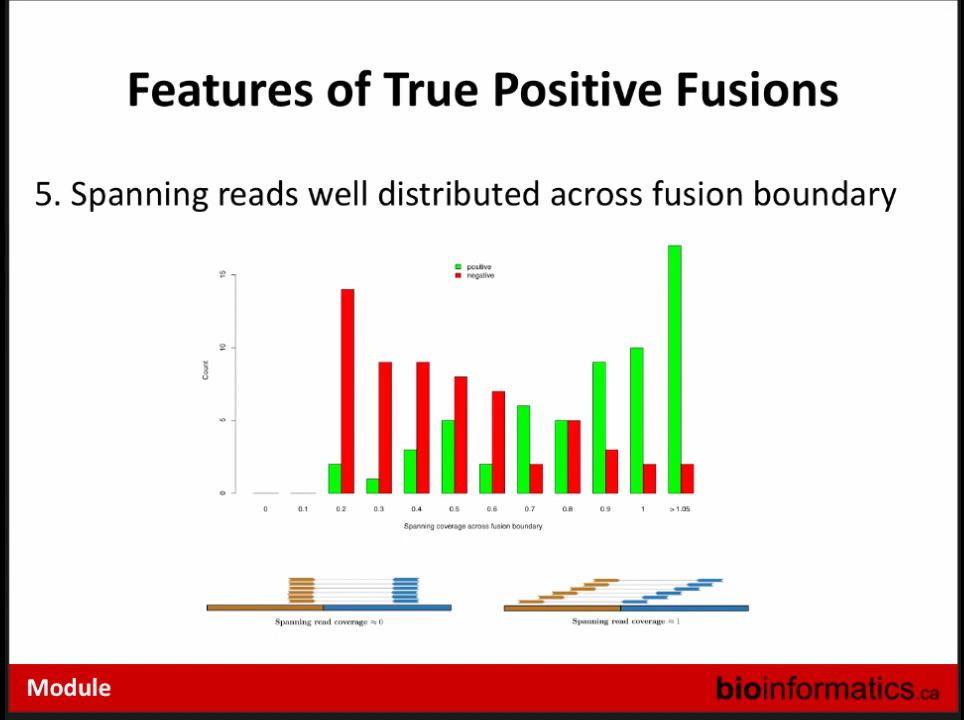 Features of True Positive Fusions
5. Spanning reads well distributed across fusion boundary
positive
negative
15
10
5
0
Count
0 0.1 0.2 0.3 0.4 0.5 0.6 0.7 0.8 0.9 1 > 1.05
Spanning coverage across fusion boundary
Spanning read coverage ≈ 0
Spanning read coverage ≈ 1
Module
bioinformatics.ca